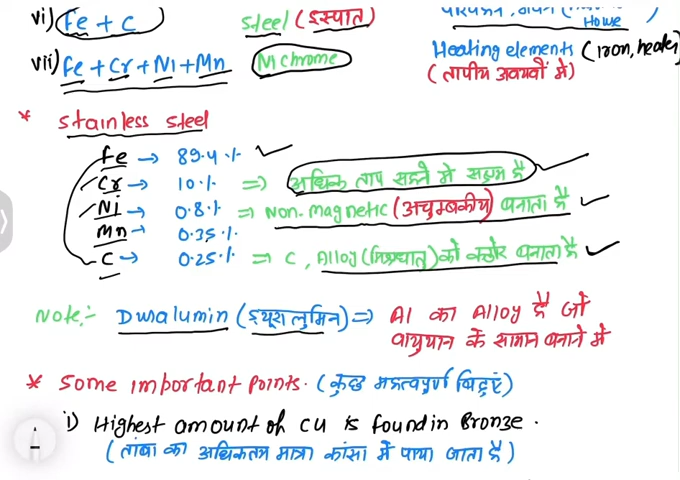 vi) Fe + C Steel (इस्पात)
Howe
vii) Fe + Cr + Ni + Mn Nichrome Heating elements (iron, heater)
(तापीय अवयवों में)
* Stainless steel
Fe → 89.4 %
Cr → 10 % ⇒ अधिक ताप सहने में सक्षम है
Ni → 0.8 % ⇒ Non-magnetic (अचुम्बकीय) बनाता है
Mn → 0.35 %
C → 0.25 % ⇒ C, Alloy (मिश्रधातु) को कठोर बनाता है
Note:- Duralumin (ड्यूरालुमिन) ⇒ Al का Alloy है जो
वायुयान के सामान बनाने में
* Some important points. (कुछ महत्वपूर्ण बिंदुएं)
i) Highest amount of Cu is found in Bronze.
(तांबा का अधिकतम मात्रा कांसा में पाया जाता है)